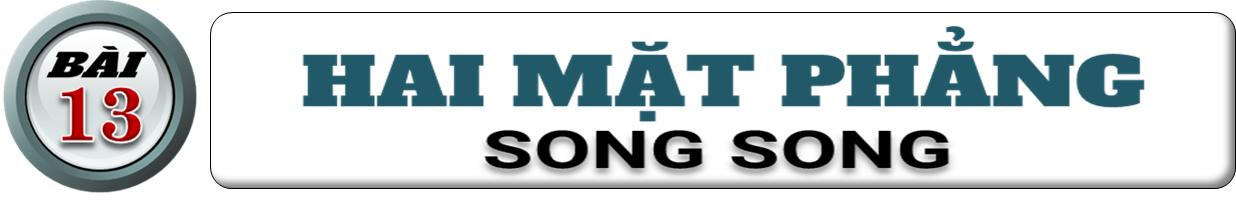 BÀI
13
HAI MẶT PHẲNG
SONG SONG